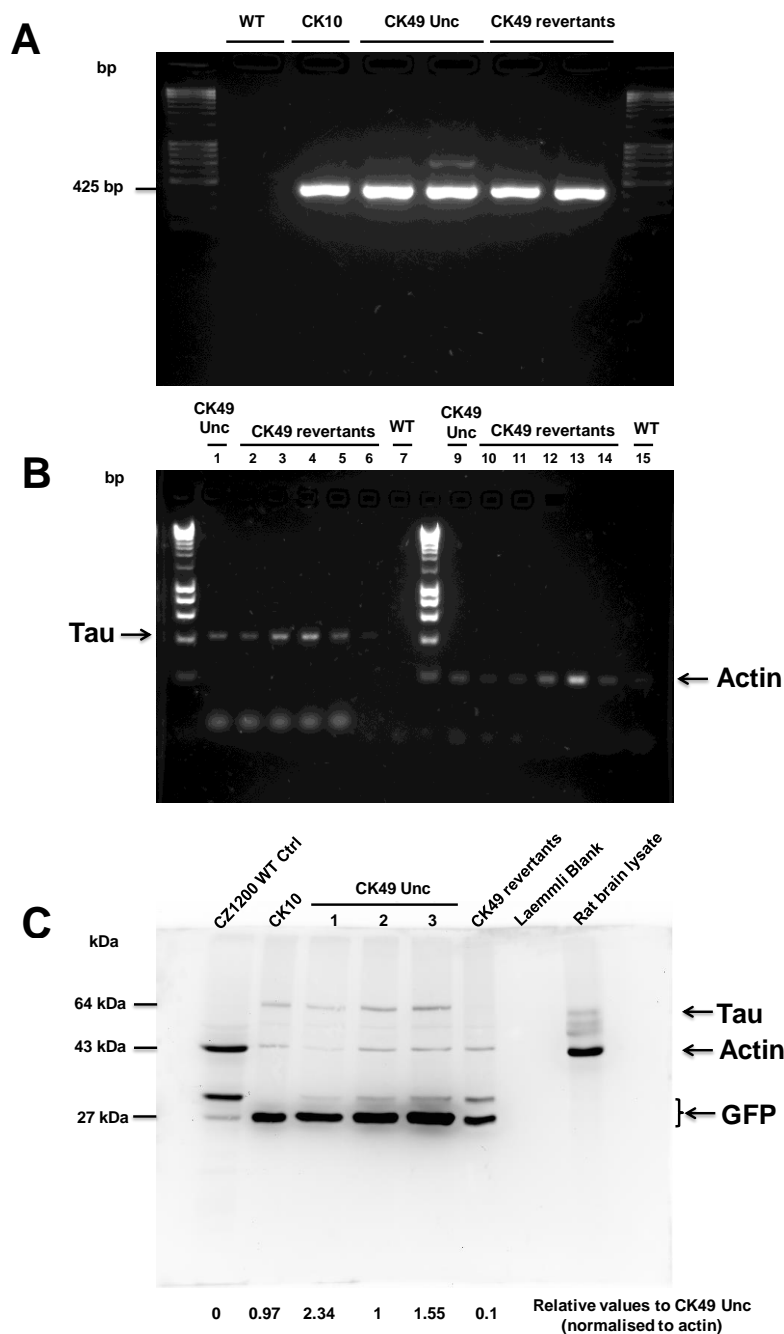 A
WT CK10 CK49 Unc CK49 revertants
bp
425 bp
B
CK49 Unc CK49 revertants WT CK49 Unc CK49 revertants WT
1 2 3 4 5 6 7 9 10 11 12 13 14 15
bp
Tau
Actin
C
CZ1200 WT Ctrl CK10 CK49 Unc CK49 revertants Laemmli Blank Rat brain lysate
1 2 3
kDa
64 kDa
Tau
43 kDa
Actin
27 kDa
GFP
0 0.97 2.34 1 1.55 0.1 Relative values to CK49 Unc
(normalised to actin)